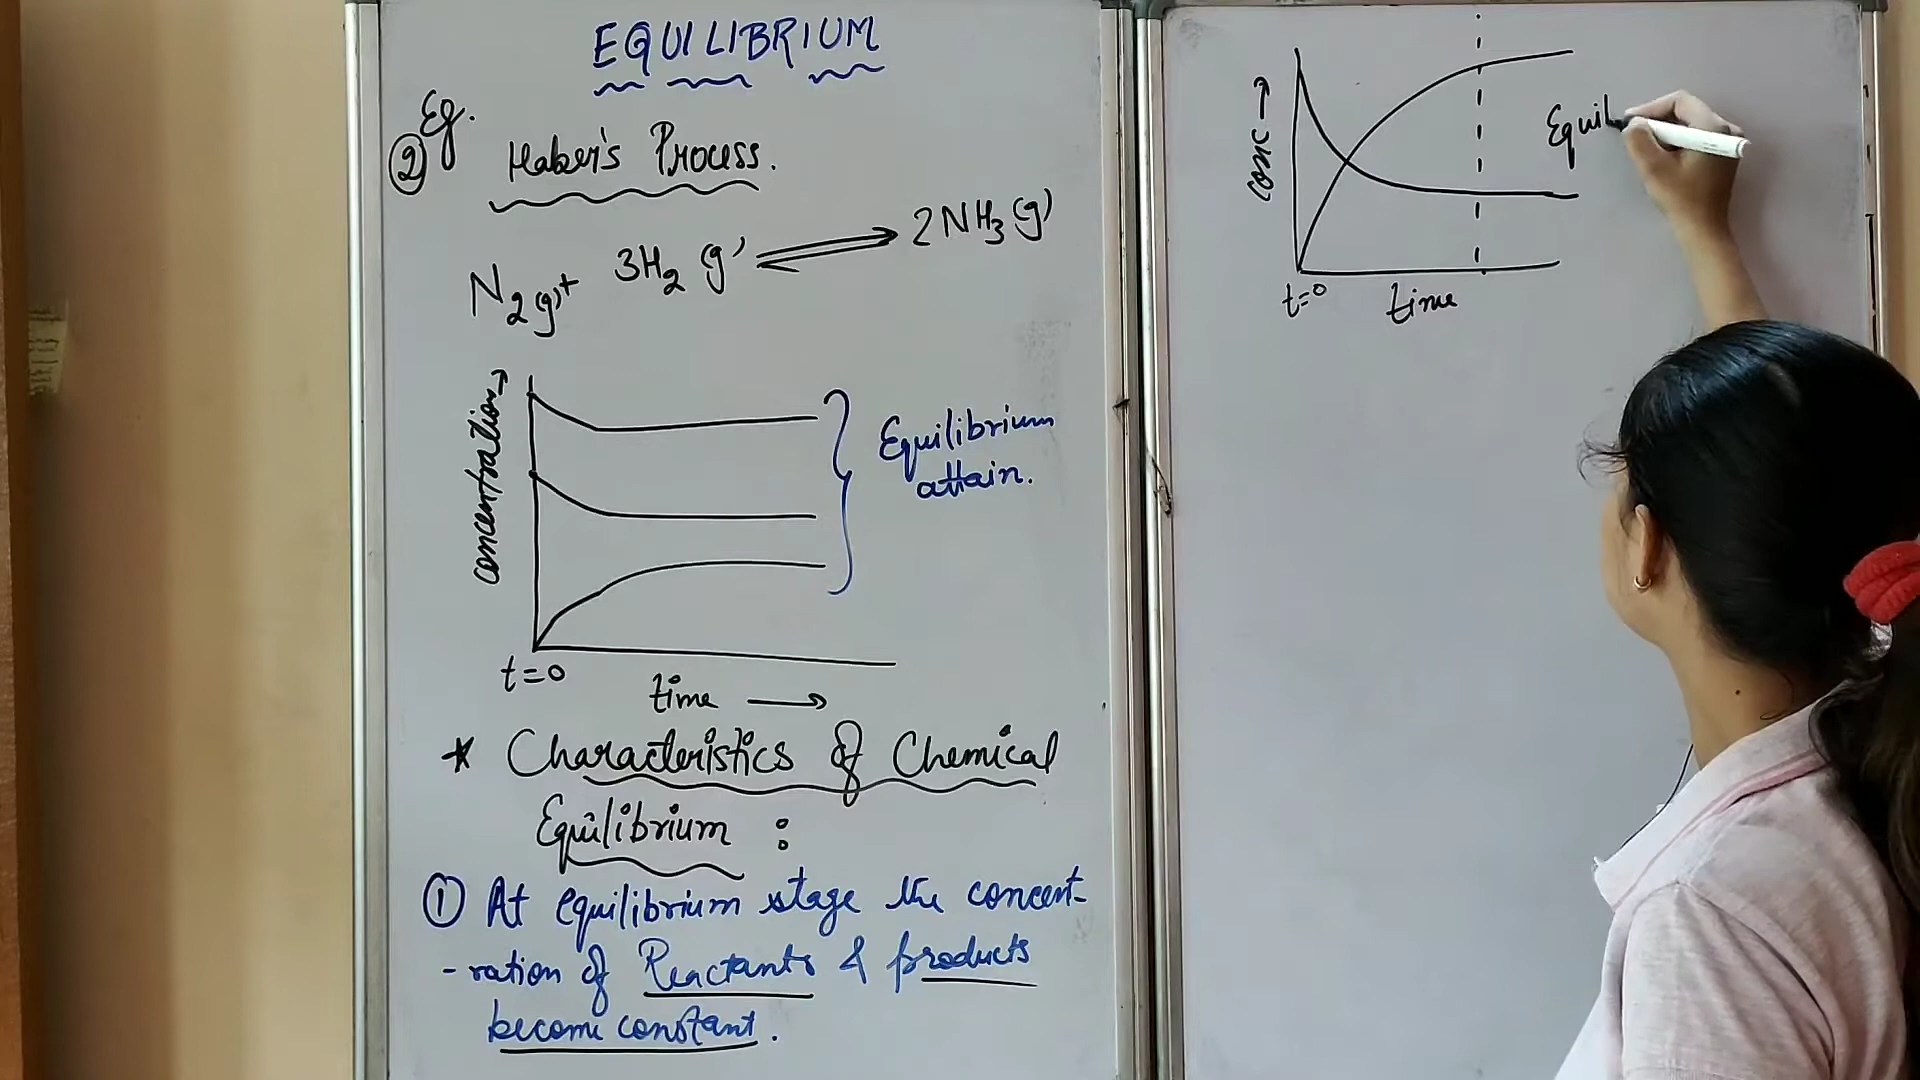 EQUILIBRIUM
Eg.
② Haber's Process.
N2(g) + 3H2 (g) ⇌ 2NH3(g)
concentration →
Equilibrium
attain.
t=0
time →
* Characteristics of Chemical
Equilibrium :
① At equilibrium stage the concent-
-ration of Reactants & products
become constant.
conc →
Equil
t=0
time